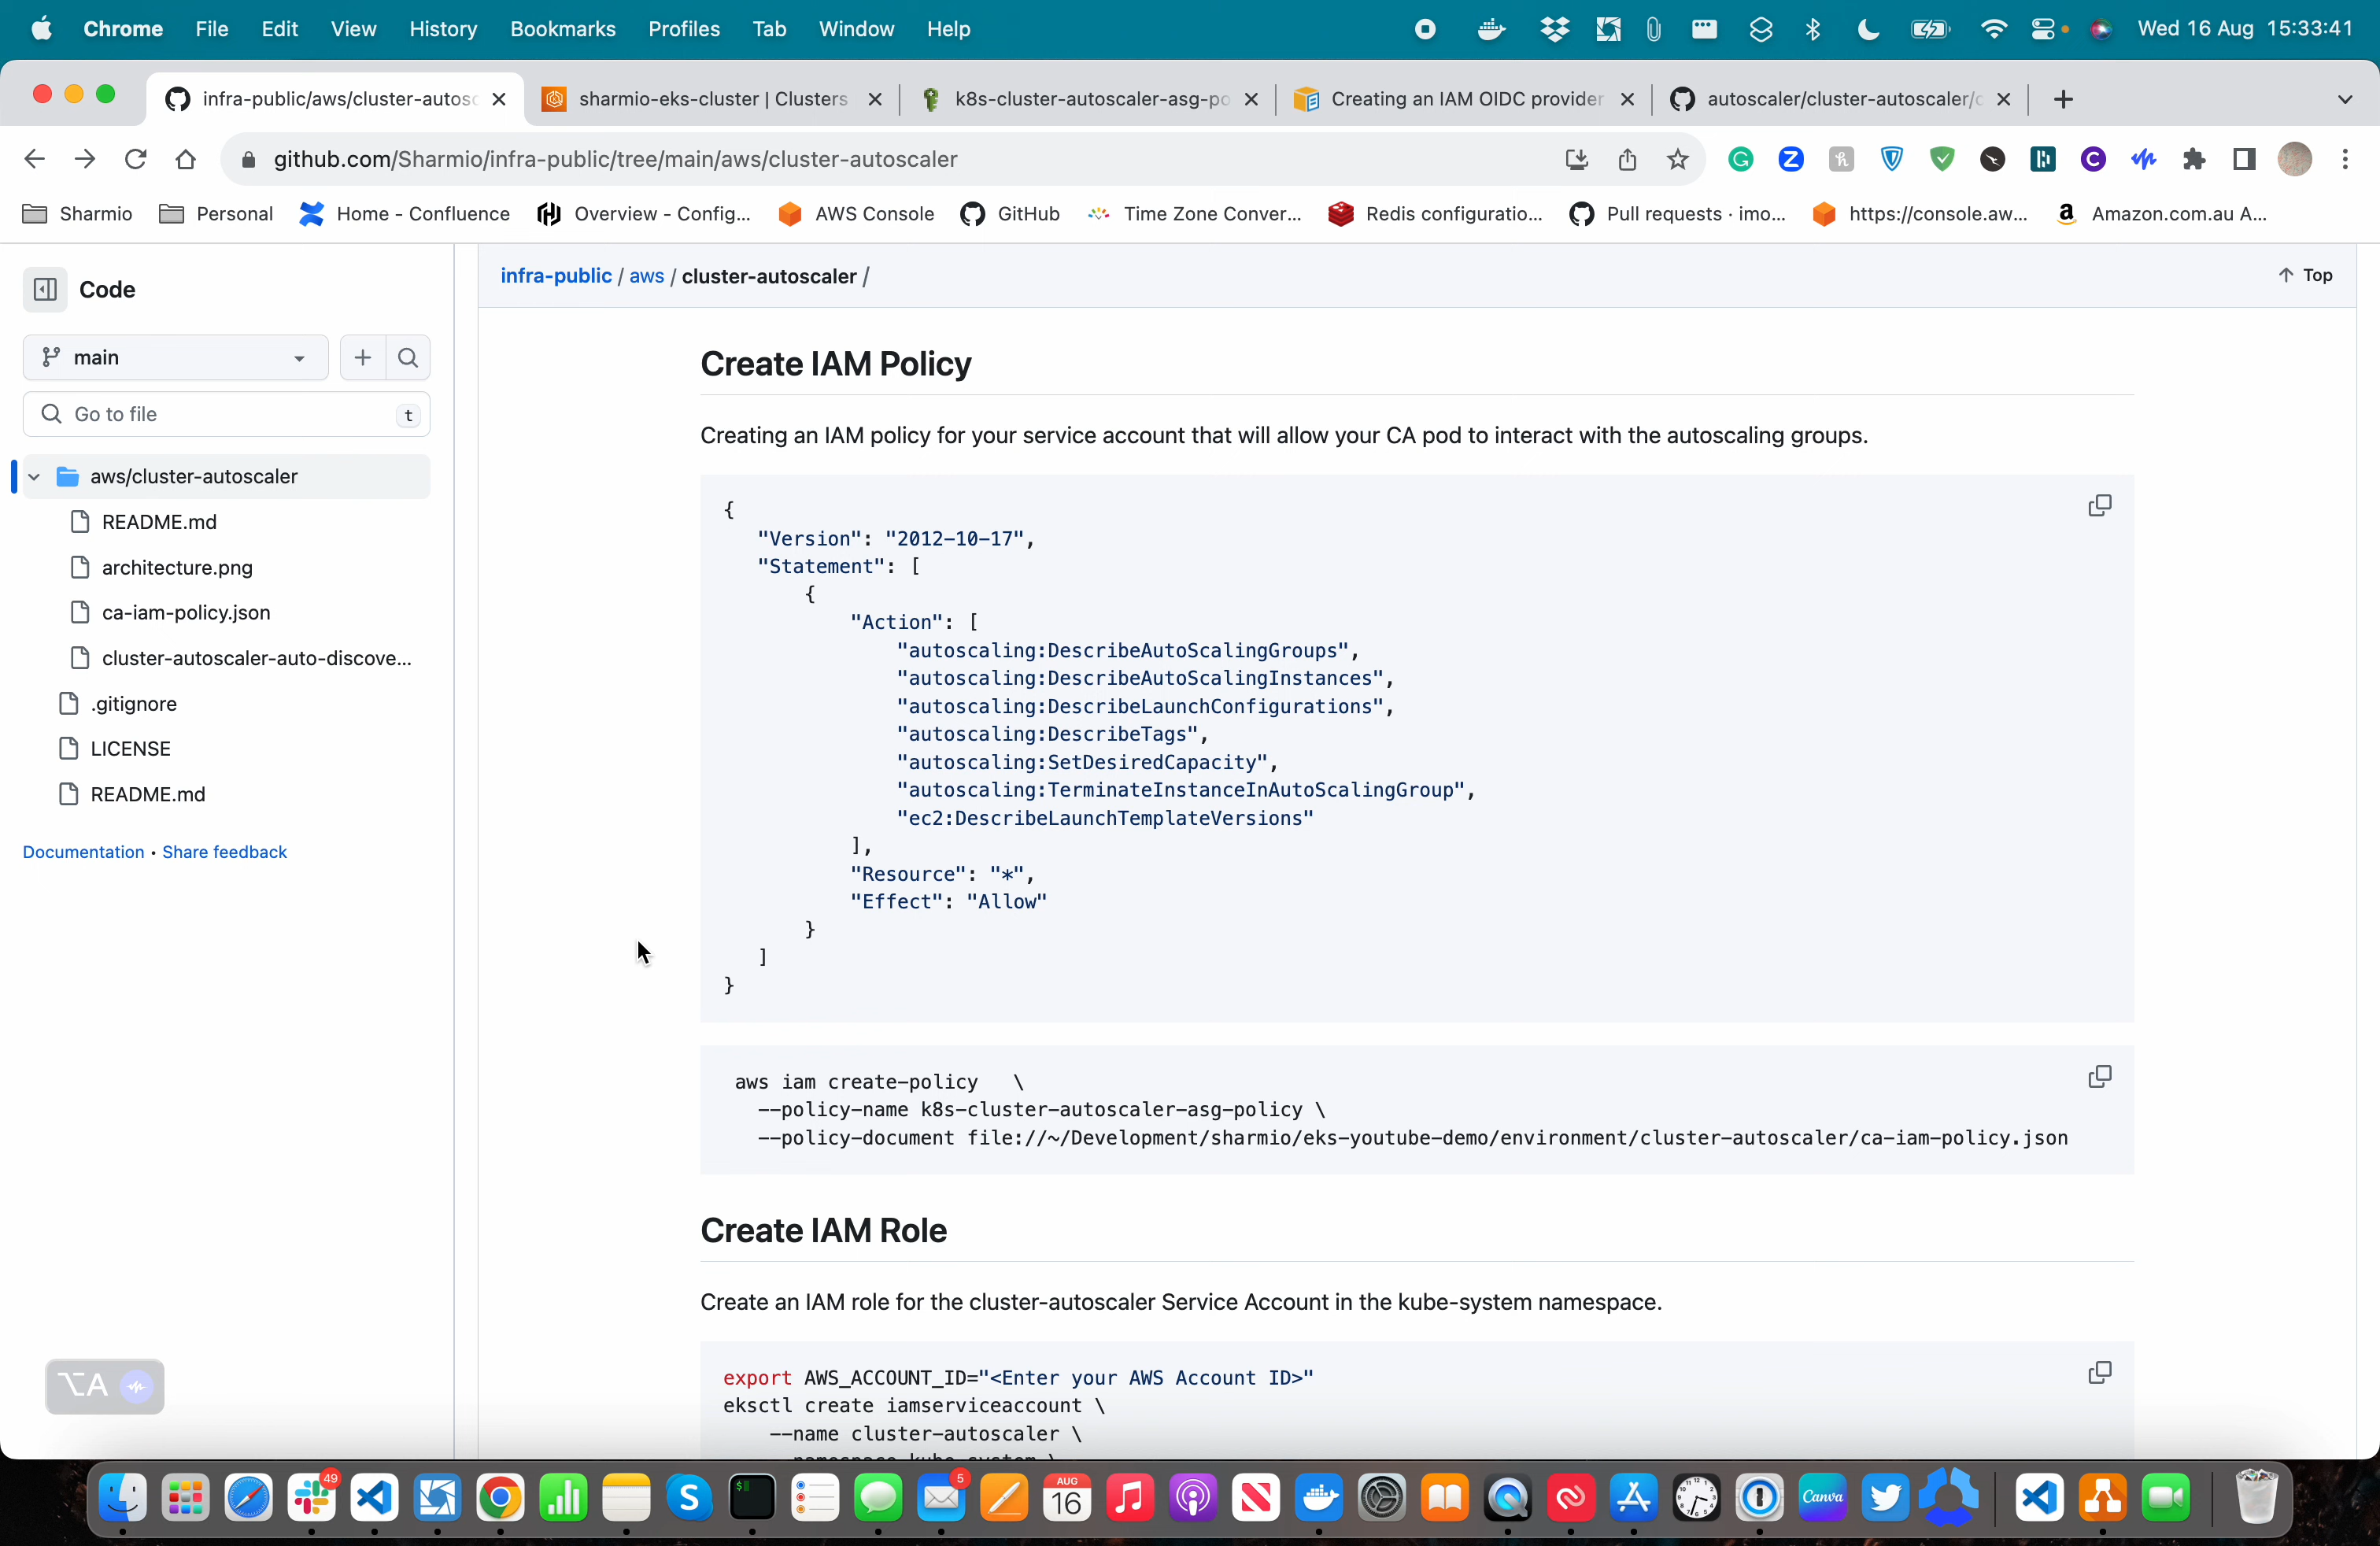 Chrome File Edit View History Bookmarks Profiles Tab Window Help Wed 16 Aug 15:33:41
infra-public/aws/cluster-autosc sharmio-eks-cluster | Clusters k8s-cluster-autoscaler-asg-po Creating an IAM OIDC provider autoscaler/cluster-autoscaler/c
github.com/Sharmio/infra-public/tree/main/aws/cluster-autoscaler
Sharmio Personal Home - Confluence Overview - Config... AWS Console GitHub Time Zone Conver... Redis configuratio... Pull requests · imo... https://console.aw... Amazon.com.au A...
Code
main
Go to file t
aws/cluster-autoscaler
README.md
architecture.png
ca-iam-policy.json
cluster-autoscaler-auto-discove...
.gitignore
LICENSE
README.md
Documentation • Share feedback
infra-public / aws / cluster-autoscaler / Top
Create IAM Policy
Creating an IAM policy for your service account that will allow your CA pod to interact with the autoscaling groups.
{
"Version": "2012-10-17",
"Statement": [
{
"Action": [
"autoscaling:DescribeAutoScalingGroups",
"autoscaling:DescribeAutoScalingInstances",
"autoscaling:DescribeLaunchConfigurations",
"autoscaling:DescribeTags",
"autoscaling:SetDesiredCapacity",
"autoscaling:TerminateInstanceInAutoScalingGroup",
"ec2:DescribeLaunchTemplateVersions"
],
"Resource": "*",
"Effect": "Allow"
}
]
}
aws iam create-policy \
--policy-name k8s-cluster-autoscaler-asg-policy \
--policy-document file://~/Development/sharmio/eks-youtube-demo/environment/cluster-autoscaler/ca-iam-policy.json
Create IAM Role
Create an IAM role for the cluster-autoscaler Service Account in the kube-system namespace.
export AWS_ACCOUNT_ID="<Enter your AWS Account ID>"
eksctl create iamserviceaccount \
--name cluster-autoscaler \
--namespace kube-system \
⌥A
49
5
AUG
16
Canva